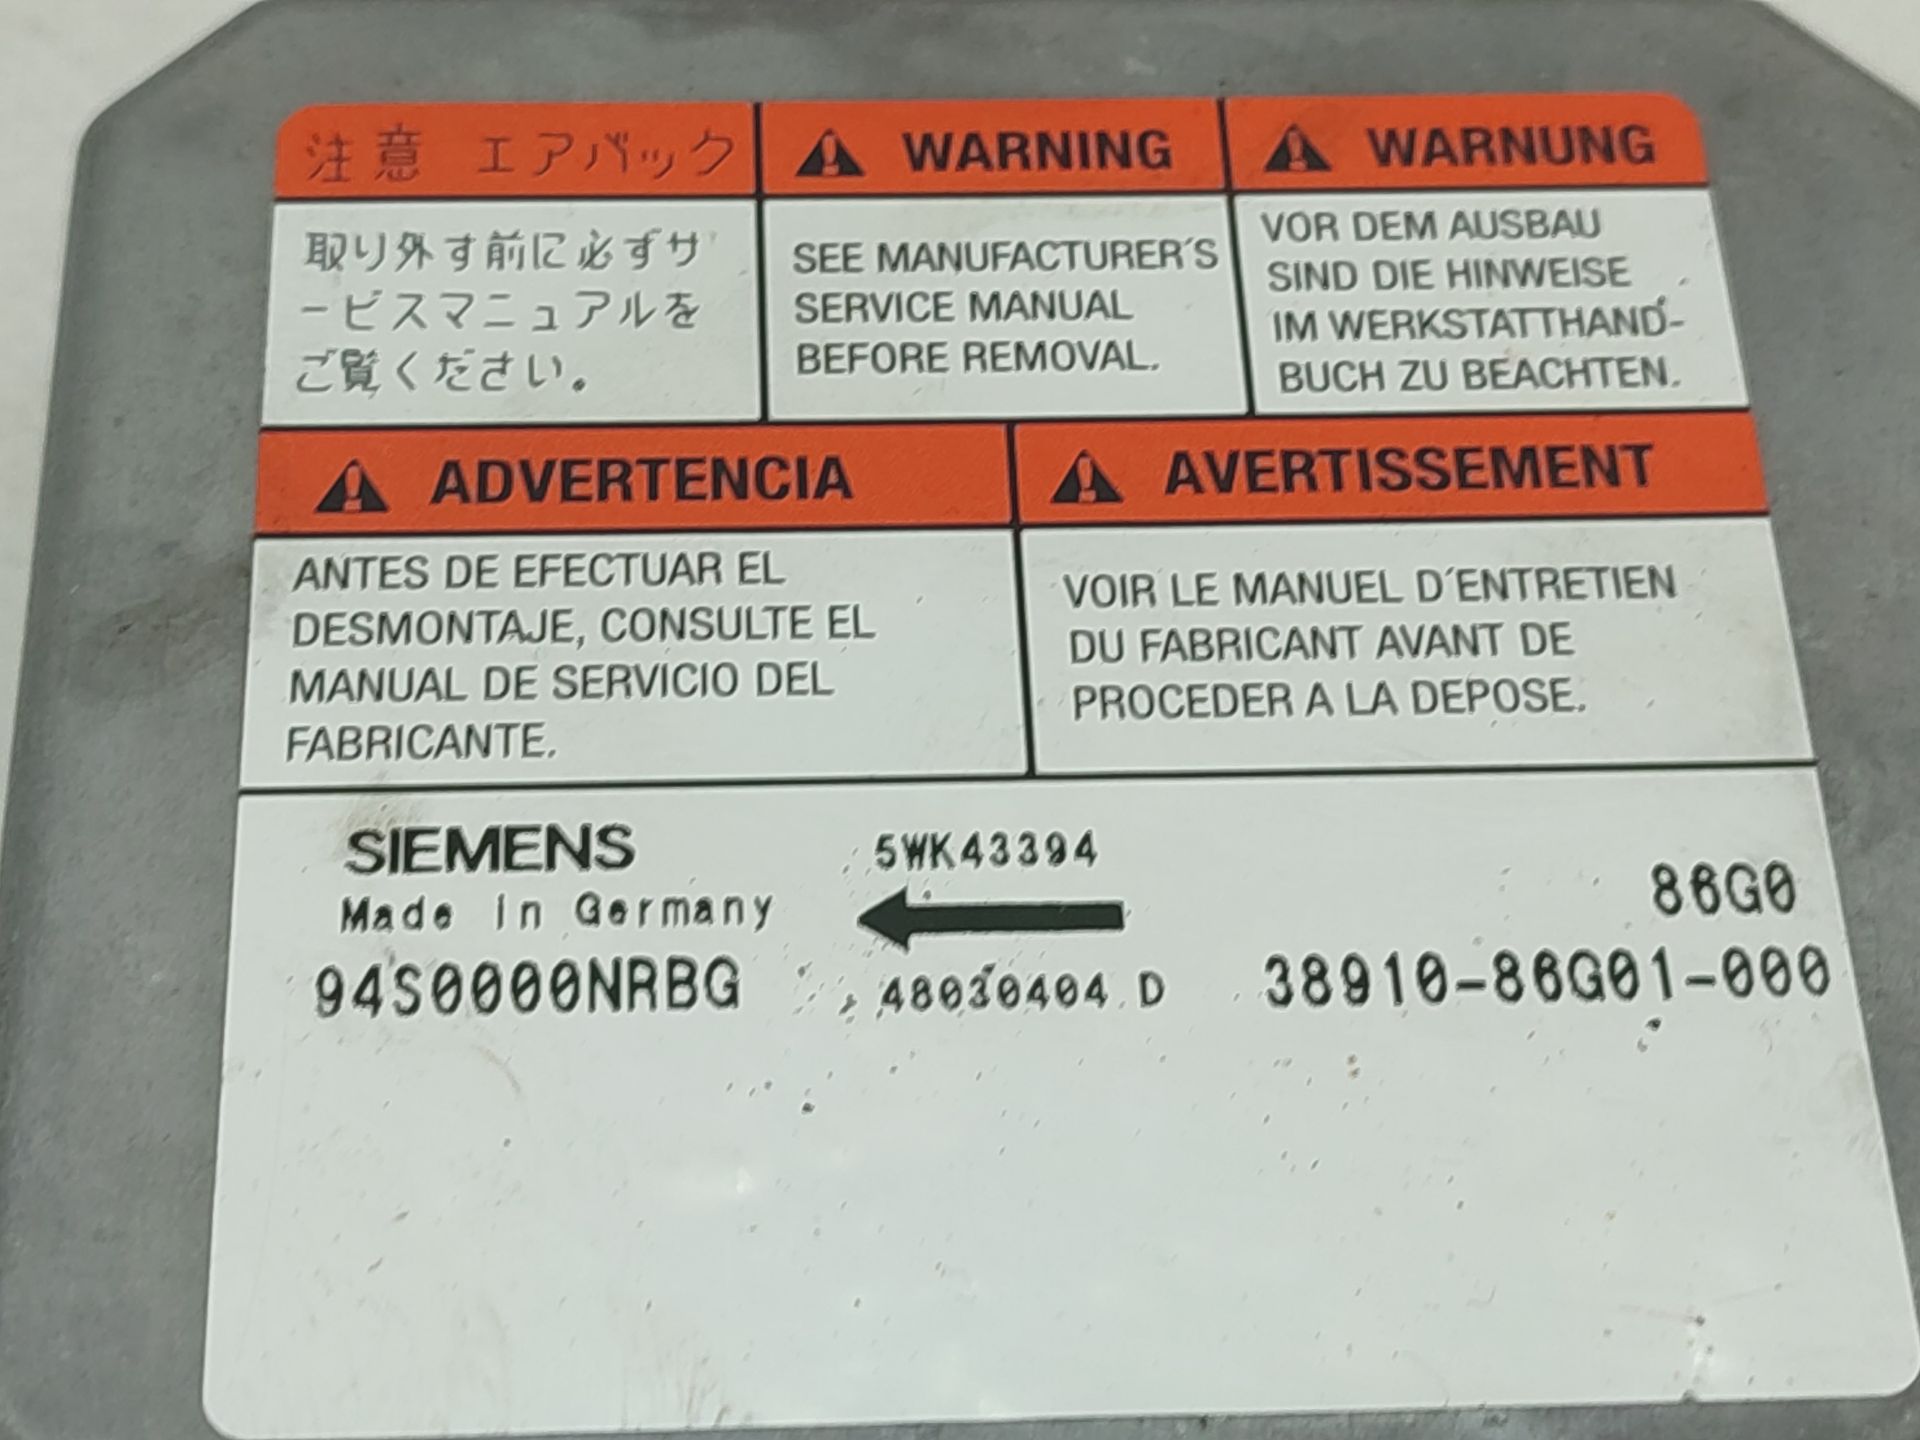 注意 エアバック
取り外す前に必ずサ
ービスマニュアルを
ご覧ください。
WARNING
SEE MANUFACTURER'S
SERVICE MANUAL
BEFORE REMOVAL.
WARNUNG
VOR DEM AUSBAU
SIND DIE HINWEISE
IM WERKSTATTHAND-
BUCH ZU BEACHTEN.
ADVERTENCIA
ANTES DE EFECTUAR EL
DESMONTAJE, CONSULTE EL
MANUAL DE SERVICIO DEL
FABRICANTE.
AVERTISSEMENT
VOIR LE MANUEL D'ENTRETIEN
DU FABRICANT AVANT DE
PROCEDER A LA DEPOSE.
SIEMENS
Made in Germany
94S0000NRBG
5WK43394
48030404.D
86G0
38910-86G01-000